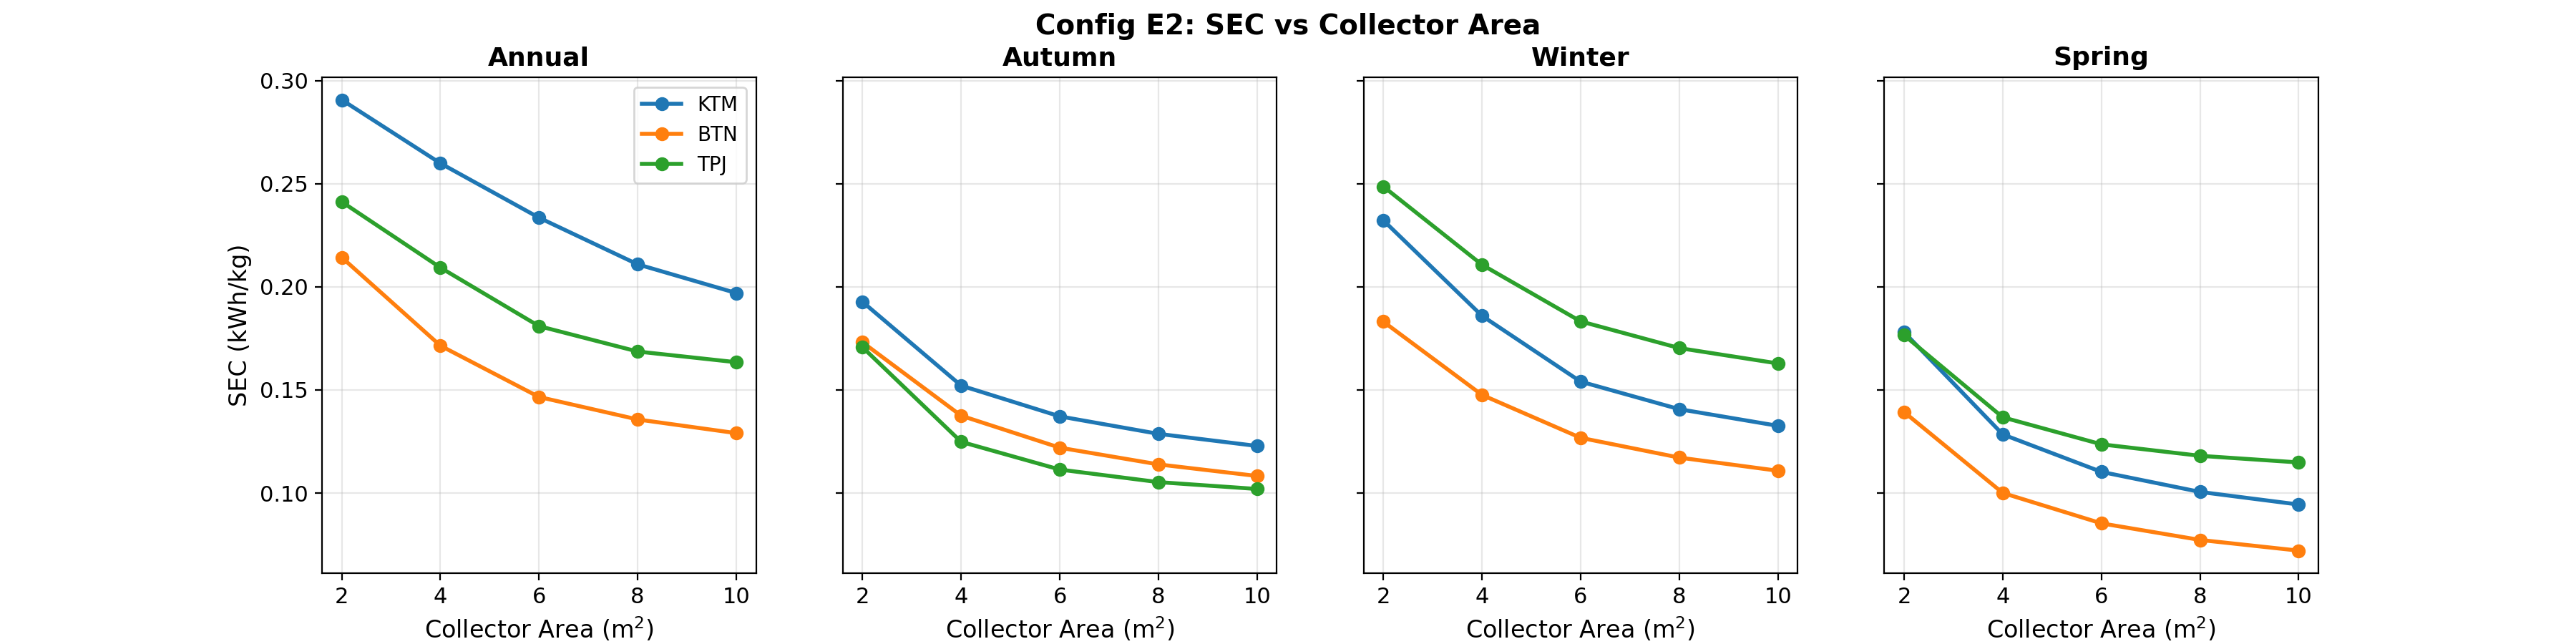 Config E2: SEC vs Collector Area
Annual
Autumn
Winter
Spring
SEC (kWh/kg)
0.30
0.25
0.20
0.15
0.10
KTM
BTN
TPJ
2 4 6 8 10
2 4 6 8 10
2 4 6 8 10
2 4 6 8 10
Collector Area (m²)
Collector Area (m²)
Collector Area (m²)
Collector Area (m²)